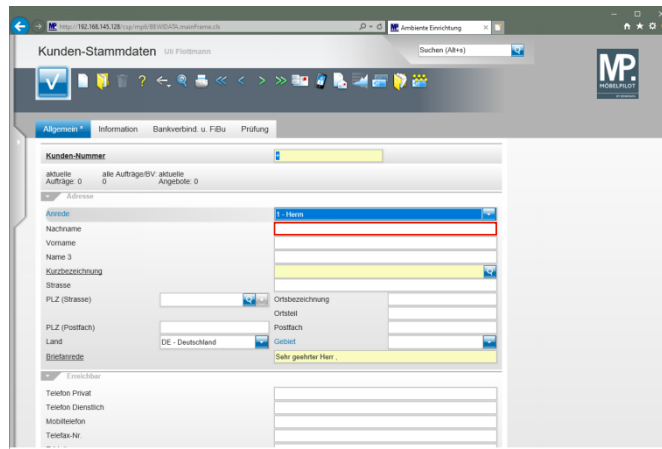 http://192.168.145.128/csp/mpll/BEWIDATA.mainFrame.cls
Ambiente Einrichtung
Kunden-Stammdaten Uli Flottmann
Suchen (Alt+s)
MP.
MÖBELPILOT
Allgemein * Information Bankverbind. u. FiBu Prüfung
Kunden-Nummer +
aktuelle alle Aufträge/BV: aktuelle
Aufträge: 0 0 Angebote: 0
Adresse
Anrede 1 - Herrn
Nachname
Vorname
Name 3
Kurzbezeichnung
Strasse
PLZ (Strasse) Ortsbezeichnung
Ortsteil
PLZ (Postfach) Postfach
Land DE - Deutschland Gebiet
Briefanrede Sehr geehrter Herr ,
Erreichbar
Telefon Privat
Telefon Dienstlich
Mobiltelefon
Telefax-Nr.